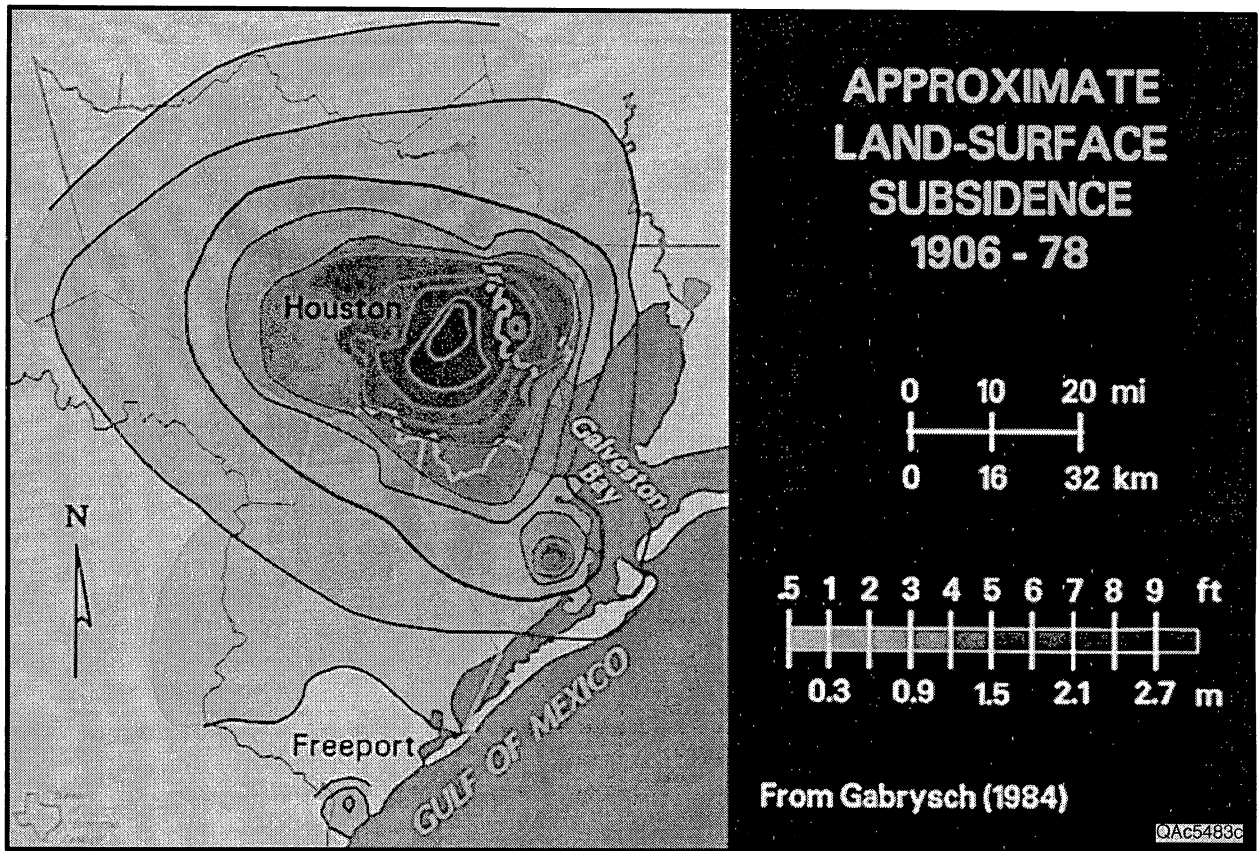 Houston
Galveston
Bay
N
GULF OF MEXICO
Freeport
APPROXIMATE
LAND-SURFACE
SUBSIDENCE
1906 - 78
0 10 20 mi
0 16 32 km
.5 1 2 3 4 5 6 7 8 9 ft
0.3 0.9 1.5 2.1 2.7 m
From Gabrysch (1984)
QAc5483c